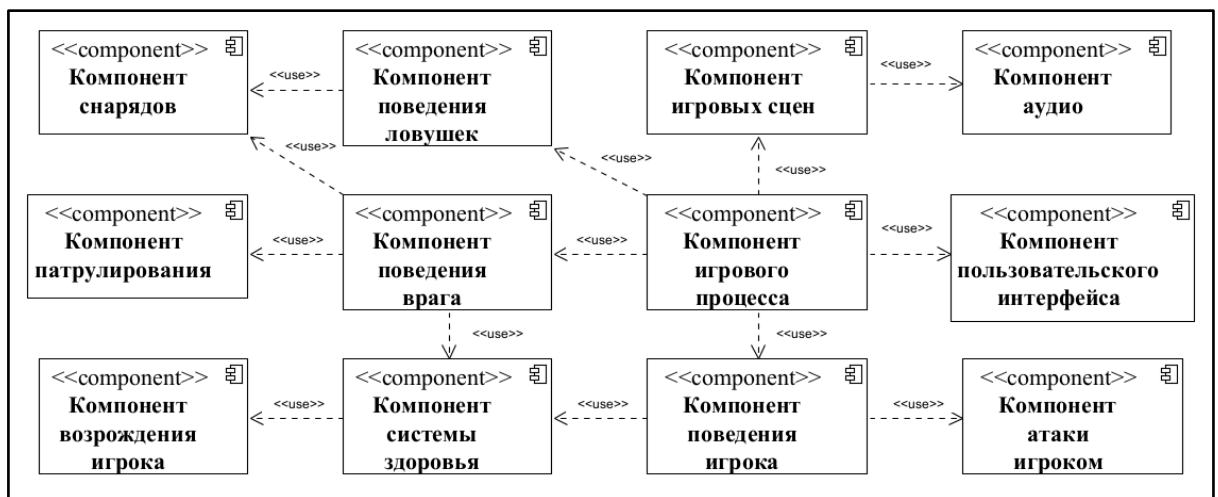 <<component>>
Компонент
снарядов
<<use>>
<<component>>
Компонент
поведения
ловушек
<<component>>
Компонент
игровых сцен
<<use>>
<<component>>
Компонент
аудио
<<use>>
<<use>>
<<use>>
<<component>>
Компонент
патрулирования
<<use>>
<<component>>
Компонент
поведения
врага
<<use>>
<<component>>
Компонент
игрового
процесса
<<use>>
<<component>>
Компонент
пользовательского
интерфейса
<<use>>
<<use>>
<<component>>
Компонент
возрождения
игрока
<<use>>
<<component>>
Компонент
системы
здоровья
<<use>>
<<component>>
Компонент
поведения
игрока
<<use>>
<<component>>
Компонент
атаки
игроком